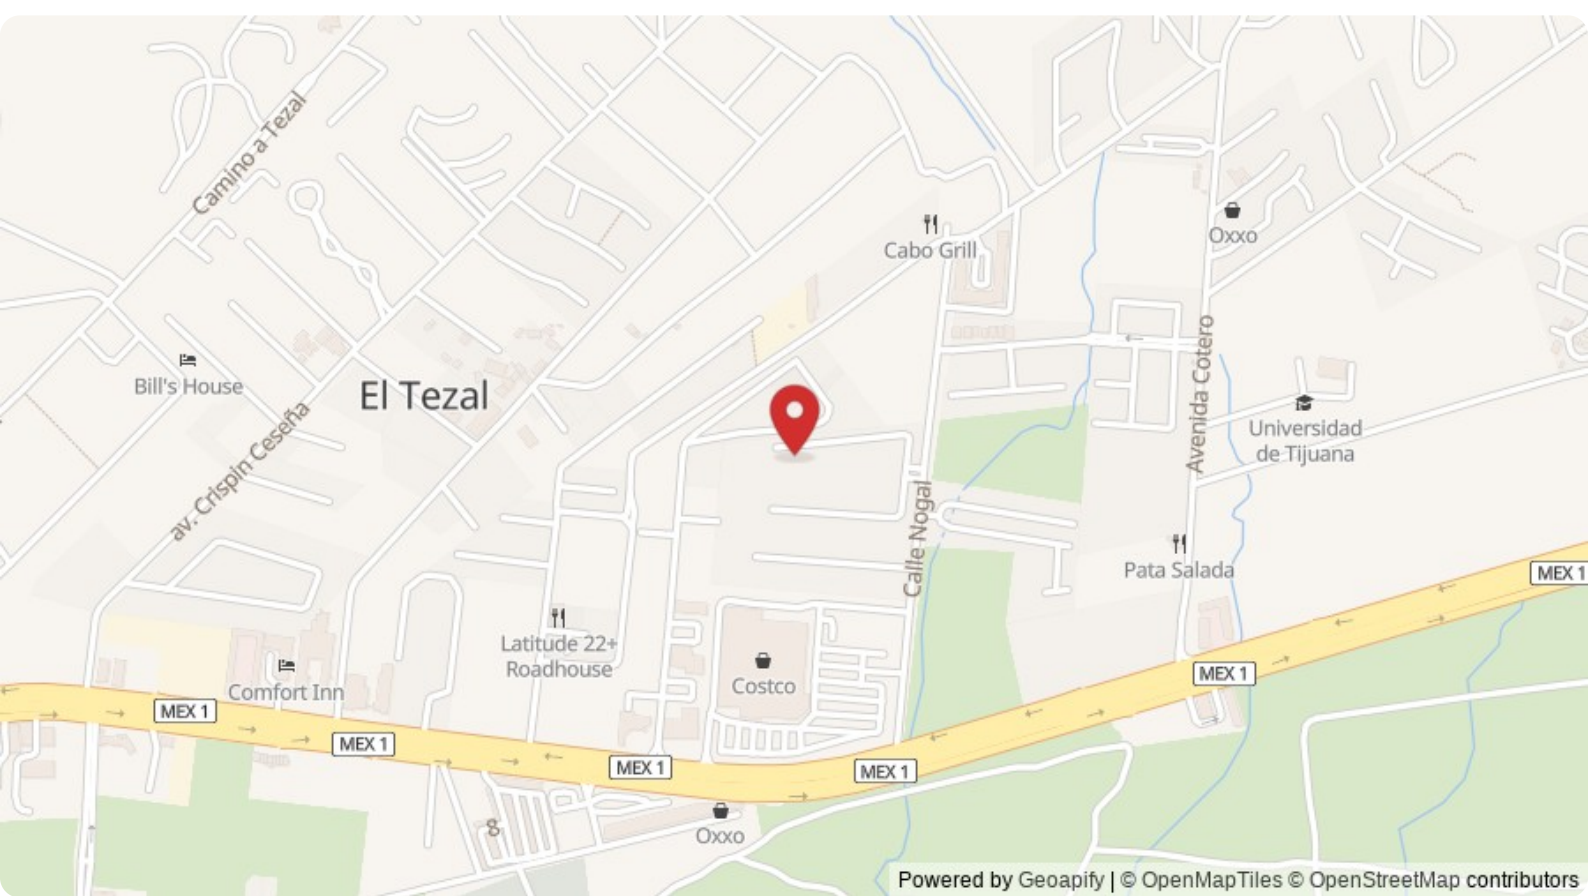 Camino a Tezal
Cabo Grill
Oxxo
Bill's House
El Tezal
av. Crispin Ceseña
Avenida Cotero
Universidad
de Tijuana
Calle Nogal
Pata Salada
MEX 1
Latitude 22+
Roadhouse
Comfort Inn
Costco
MEX 1
MEX 1
MEX 1
MEX 1
MEX 1
Oxxo
8
Powered by Geoapify | © OpenMapTiles © OpenStreetMap contributors